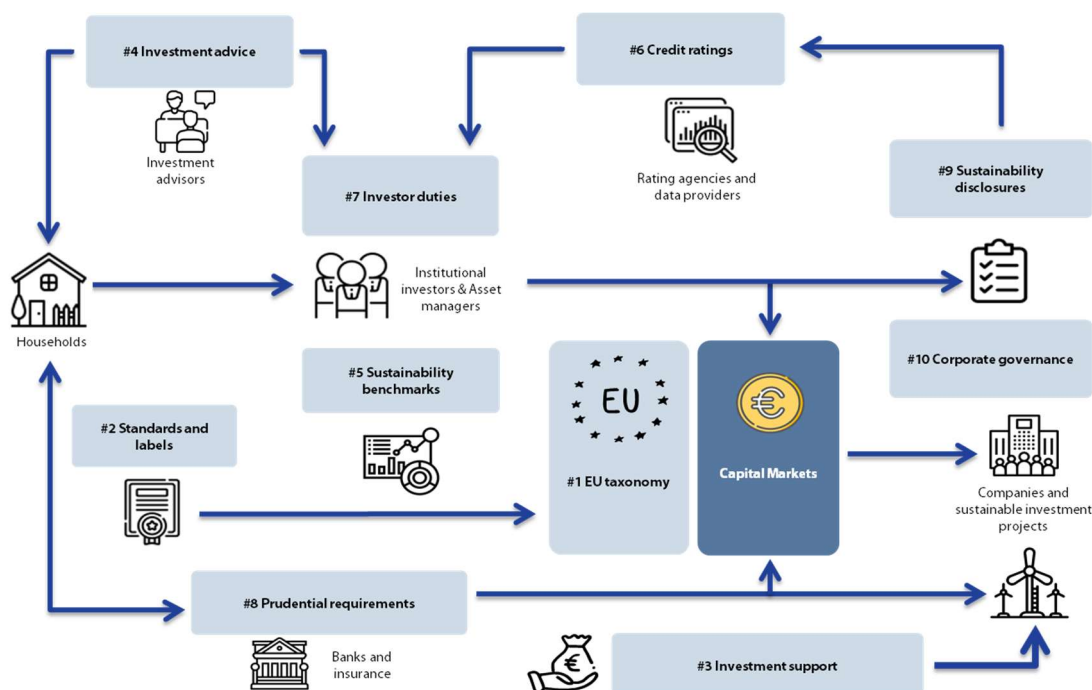 #4 Investment advice
#6 Credit ratings
Investment
advisors
#7 Investor duties
Rating agencies and
data providers
#9 Sustainability
disclosures
Institutional
investors & Asset
managers
Households
#5 Sustainability
benchmarks
EU
#1 EU taxonomy
€
Capital Markets
#10 Corporate governance
#2 Standards and
labels
Companies and
sustainable investment
projects
#8 Prudential requirements
Banks and
insurance
€
#3 Investment support